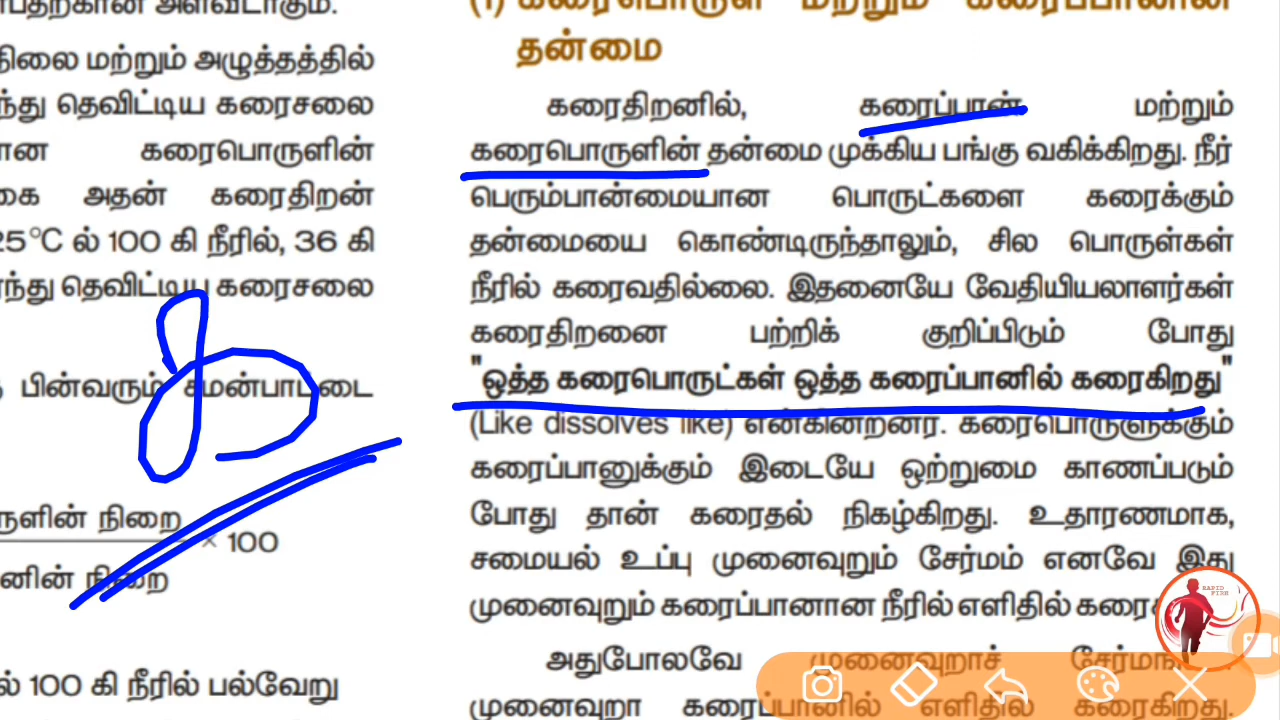 நிலை மற்றும் அழுத்தத்தில்
ந்து தெவிட்டிய கரைசலை
ான கரைபொருளின்
கை அதன் கரைதிறன்
25°C ல் 100 கி நீரில், 36 கி
ர்ந்து தெவிட்டிய கரைசலை
பின்வரும் சமன்பாட்டை
ருளின் நிறை
× 100
னின் நிறை
ல் 100 கி நீரில் பல்வேறு
(i) கரைபொருள் மற்றும் கரைப்பானின்
தன்மை
கரைதிறனில், கரைப்பான் மற்றும்
கரைபொருளின் தன்மை முக்கிய பங்கு வகிக்கிறது. நீர்
பெரும்பான்மையான பொருட்களை கரைக்கும்
தன்மையை கொண்டிருந்தாலும், சில பொருள்கள்
நீரில் கரைவதில்லை. இதனையே வேதியியலாளர்கள்
கரைதிறனை பற்றிக் குறிப்பிடும் போது
"ஒத்த கரைபொருட்கள் ஒத்த கரைப்பானில் கரைகிறது"
(Like dissolves like) என்கின்றனர். கரைபொருளுக்கும்
கரைப்பானுக்கும் இடையே ஒற்றுமை காணப்படும்
போது தான் கரைதல் நிகழ்கிறது. உதாரணமாக,
சமையல் உப்பு முனைவுறும் சேர்மம் எனவே இது
முனைவுறும் கரைப்பானான நீரில் எளிதில்
அதுபோலவே முனைவுறாச்
முனைவுறா கரைப்பானில் எளிதில் கரைகிறது.
RAPID
FIRE